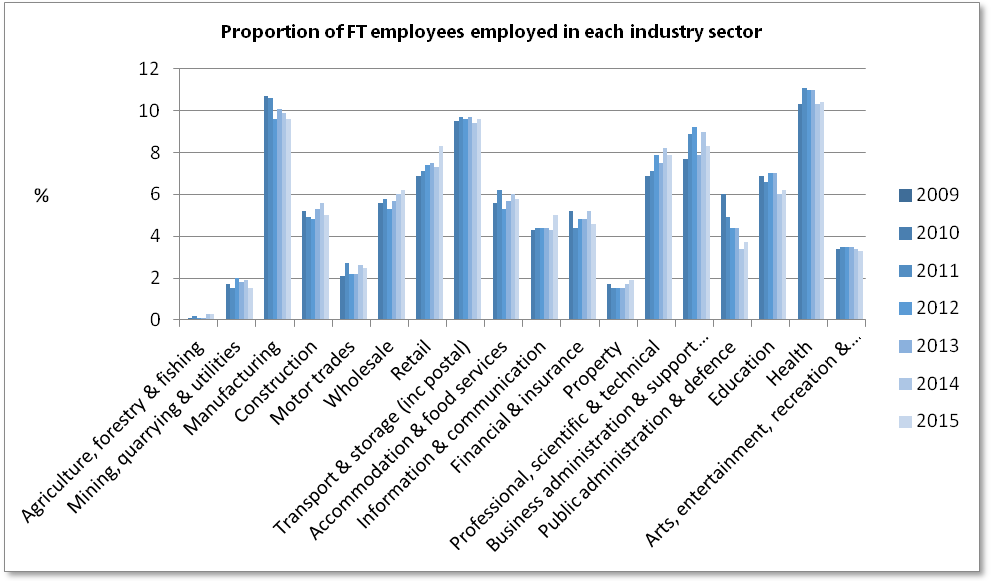 Proportion of FT employees employed in each industry sector
12
10
8
6
4
2
0
%
Agriculture, forestry & fishing
Mining, quarrying & utilities
Manufacturing
Construction
Motor trades
Wholesale
Retail
Transport & storage (inc postal)
Accommodation & food services
Information & communication
Financial & insurance
Property
Professional, scientific & technical
Business administration & support...
Public administration & defence
Education
Health
Arts, entertainment, recreation &...
2009
2010
2011
2012
2013
2014
2015